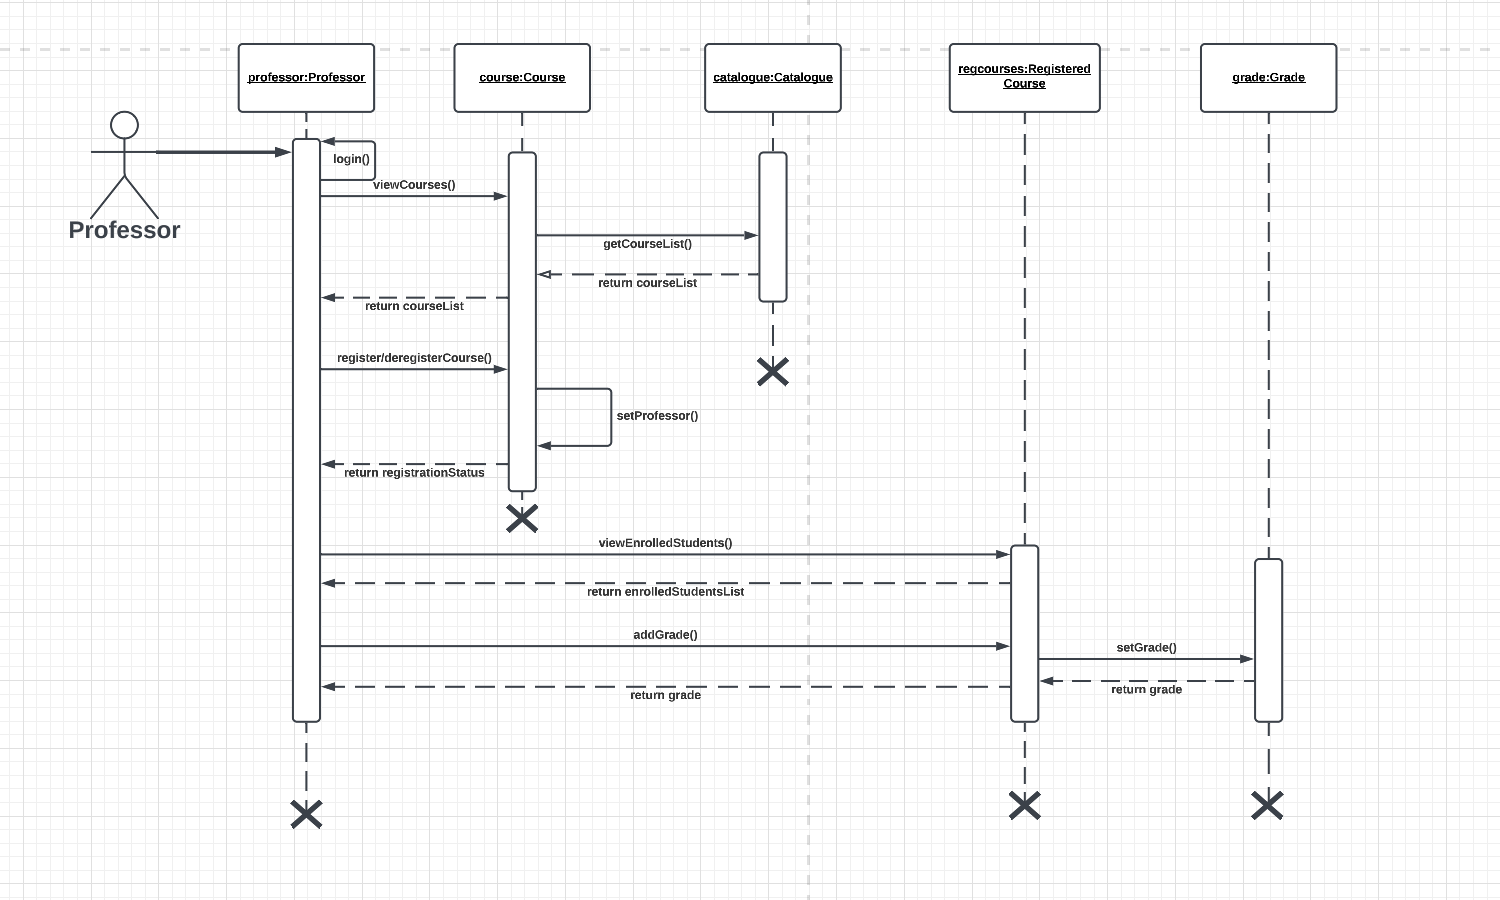 professor:Professor
course:Course
catalogue:Catalogue
regcourses:Registered
Course
grade:Grade
login()
viewCourses()
Professor
getCourseList()
return courseList
return courseList
register/deregisterCourse()
setProfessor()
return registrationStatus
viewEnrolledStudents()
return enrolledStudentsList
addGrade()
setGrade()
return grade
return grade